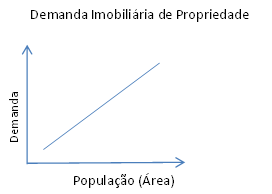 Demanda Imobiliária de Propriedade
Demanda
População (Área)